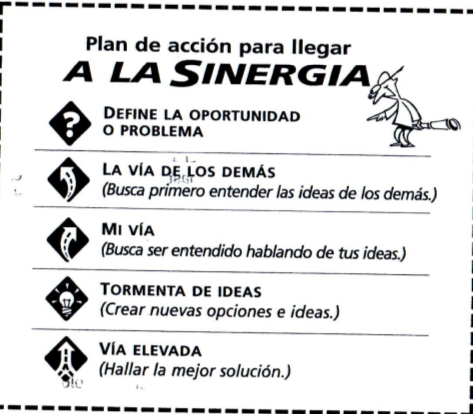 Plan de acción para llegar
A LA SINERGIA
DEFINE LA OPORTUNIDAD
O PROBLEMA
LA VÍA DE LOS DEMÁS
(Busca primero entender las ideas de los demás.)
MI VÍA
(Busca ser entendido hablando de tus ideas.)
TORMENTA DE IDEAS
(Crear nuevas opciones e ideas.)
VÍA ELEVADA
(Hallar la mejor solución.)